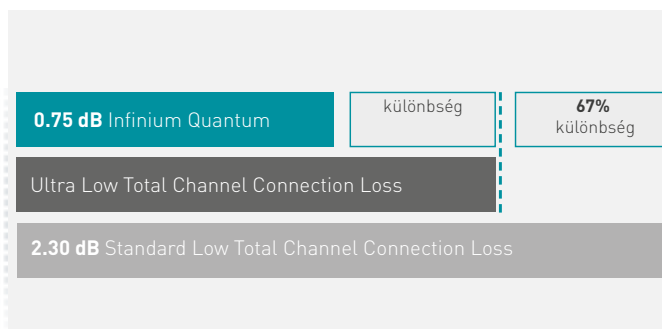 0.75 dB Infinium Quantum
különbség
67%
különbség
Ultra Low Total Channel Connection Loss
2.30 dB Standard Low Total Channel Connection Loss